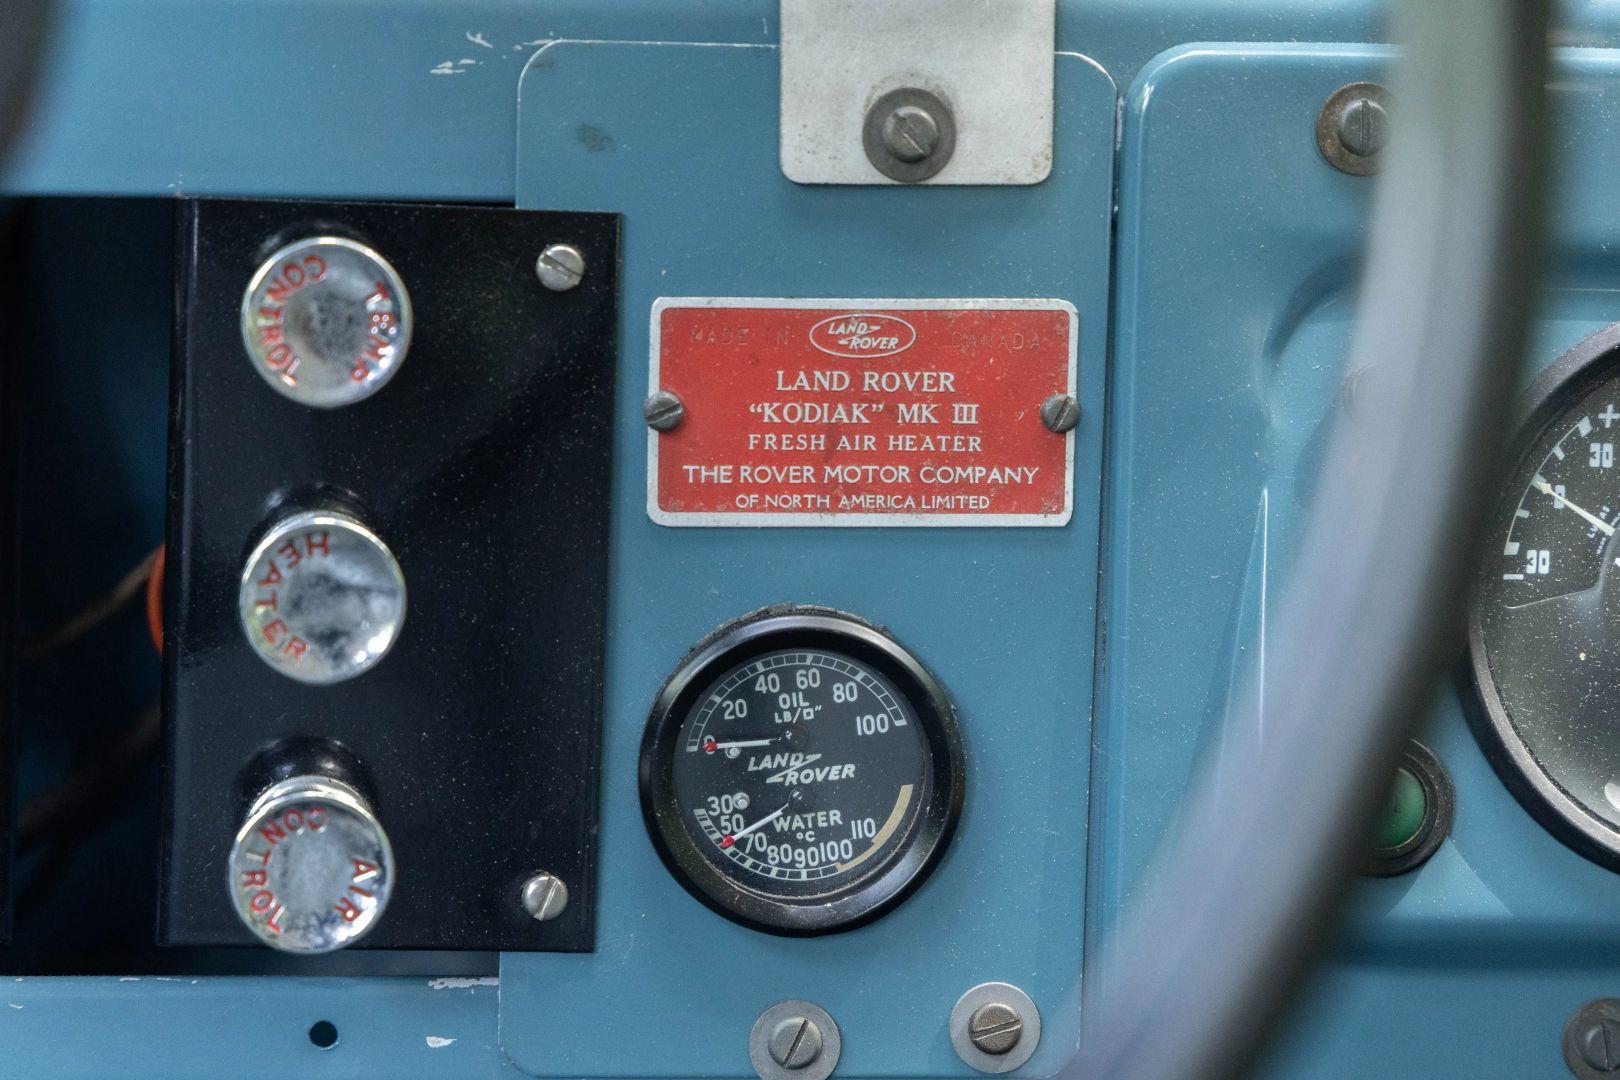 TEMP
CONTROL
HEATER
AIR
CONTROL
MADE IN LAND ROVER CANADA
LAND ROVER
“KODIAK” MK III
FRESH AIR HEATER
THE ROVER MOTOR COMPANY
OF NORTH AMERICA LIMITED
0 20 40 60 80 100
OIL
LB/□"
LAND ROVER
WATER
°C
30 50 70 80 90 100 110
+
30
0
30
–